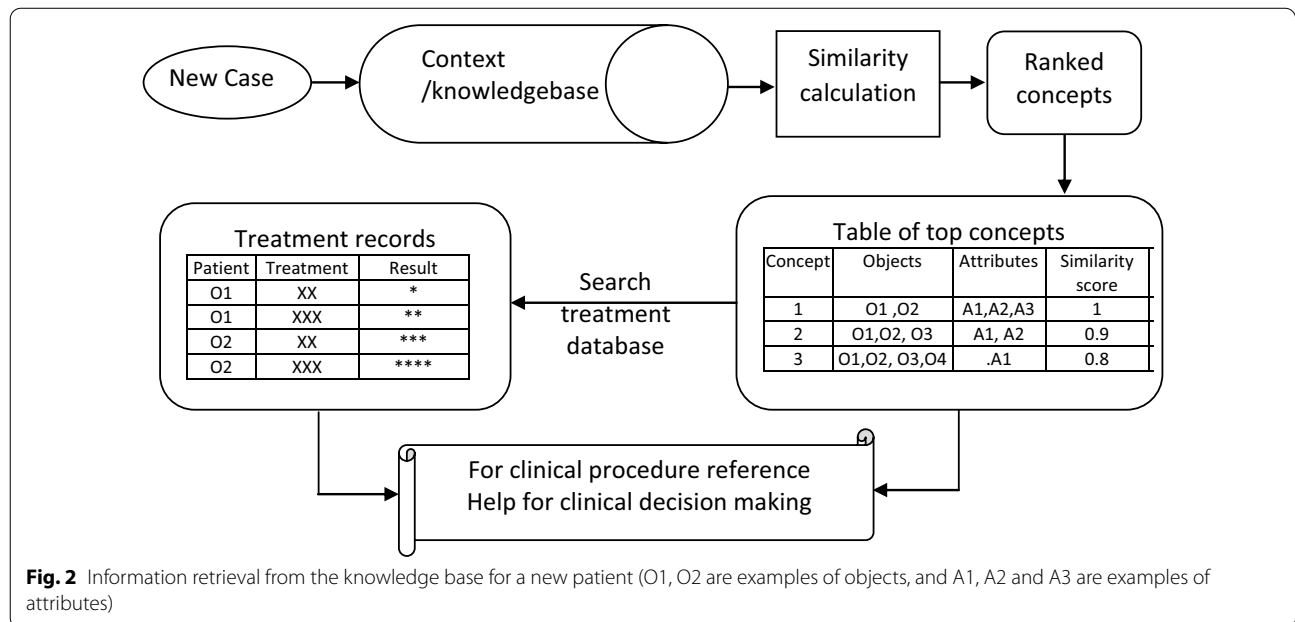 New Case
Context
/knowledgebase
Similarity
calculation
Ranked
concepts
Treatment records
Patient Treatment Result
O1 XX *
O1 XXX **
O2 XX ***
O2 XXX ****
Search
treatment
database
Table of top concepts
Concept Objects Attributes Similarity
score
1 O1 ,O2 A1,A2,A3 1
2 O1,O2, O3 A1, A2 0.9
3 O1,O2, O3,O4 .A1 0.8
For clinical procedure reference
Help for clinical decision making
Fig. 2 Information retrieval from the knowledge base for a new patient (O1, O2 are examples of objects, and A1, A2 and A3 are examples of
attributes)